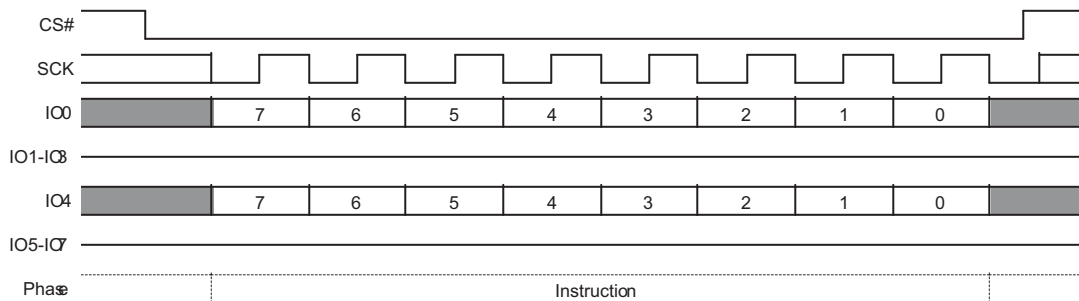 CS#
SCK
IO0 7 6 5 4 3 2 1 0
IO1-IO3
IO4 7 6 5 4 3 2 1 0
IO5-IO7
Phase Instruction